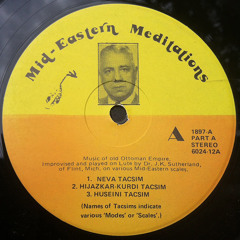 Mid-Eastern Meditations
A
1897-A
PART A
STEREO
6024-12A
Music of old Othoman Empire,
improvised and played on Lute by Dr. J.K. Sutherland,
of Flint, Mich, on various Mid-Eastern scales.
1. NEVA TACSIM
2. HIJAZKAR-KURDI TACSIM
3. HUSEINI TACSIM
(Names of Tacsims indicate
various 'Modes' or 'Scales'.)